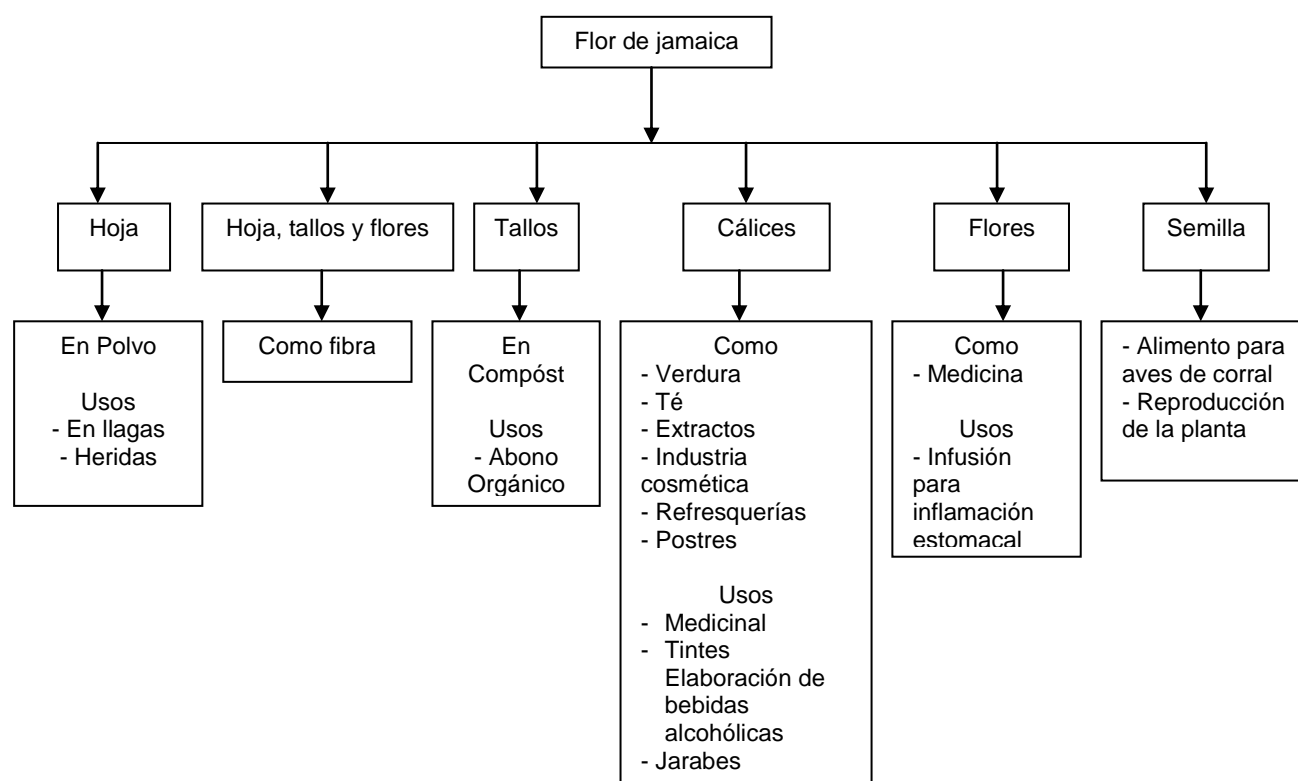 Flor de jamaica
Hoja
Hoja, tallos y flores
Tallos
Cálices
Flores
Semilla
En Polvo
Usos
- En llagas
- Heridas
Como fibra
En
Compóst
Usos
- Abono
Orgánico
Como
- Verdura
- Té
- Extractos
- Industria
cosmética
- Refresquerías
- Postres
Usos
- Medicinal
- Tintes
Elaboración de
bebidas
alcohólicas
- Jarabes
Como
- Medicina
Usos
- Infusión
para
inflamación
estomacal
- Alimento para
aves de corral
- Reproducción
de la planta